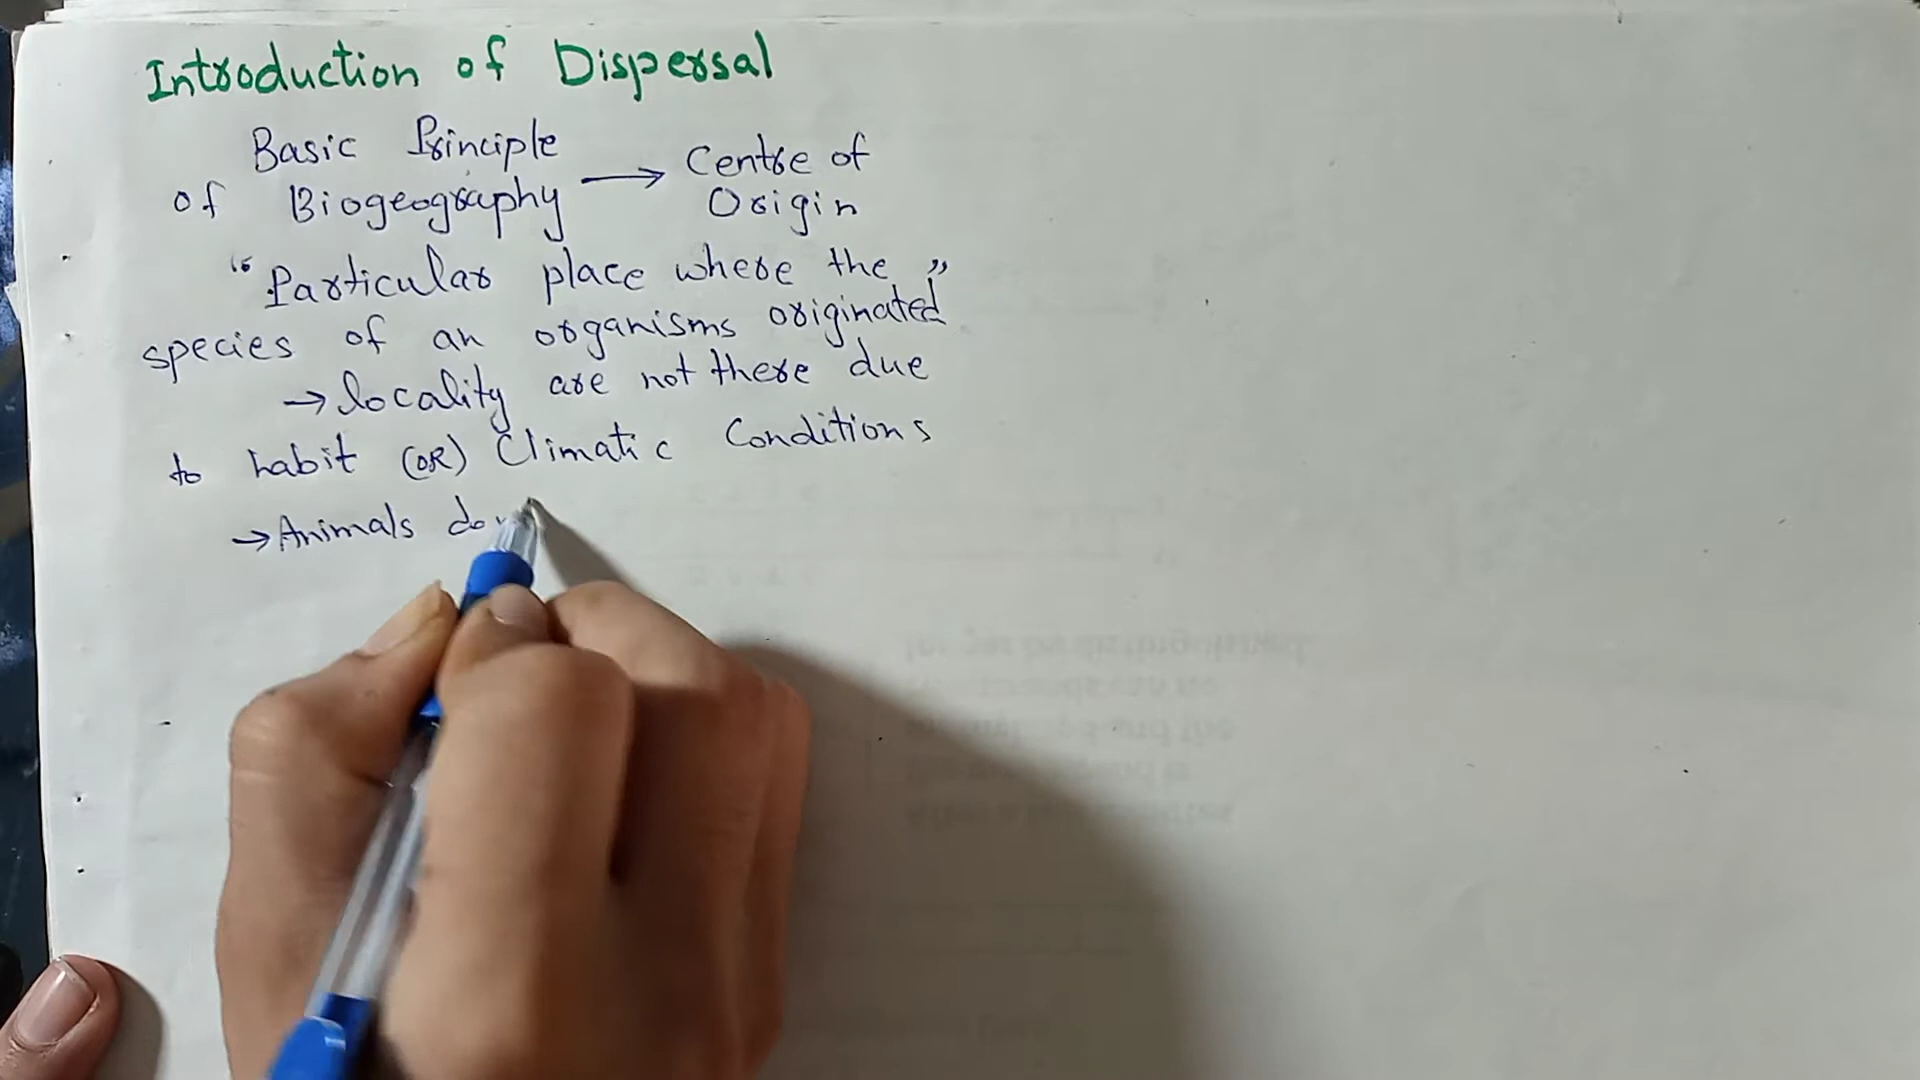 Introduction of Dispersal
Basic Principle
of Biogeography → Centre of
Origin
"Particular place where the"
species of an organisms originated
→ locality are not there due
to habit (OR) Climatic Conditions
→ Animals do